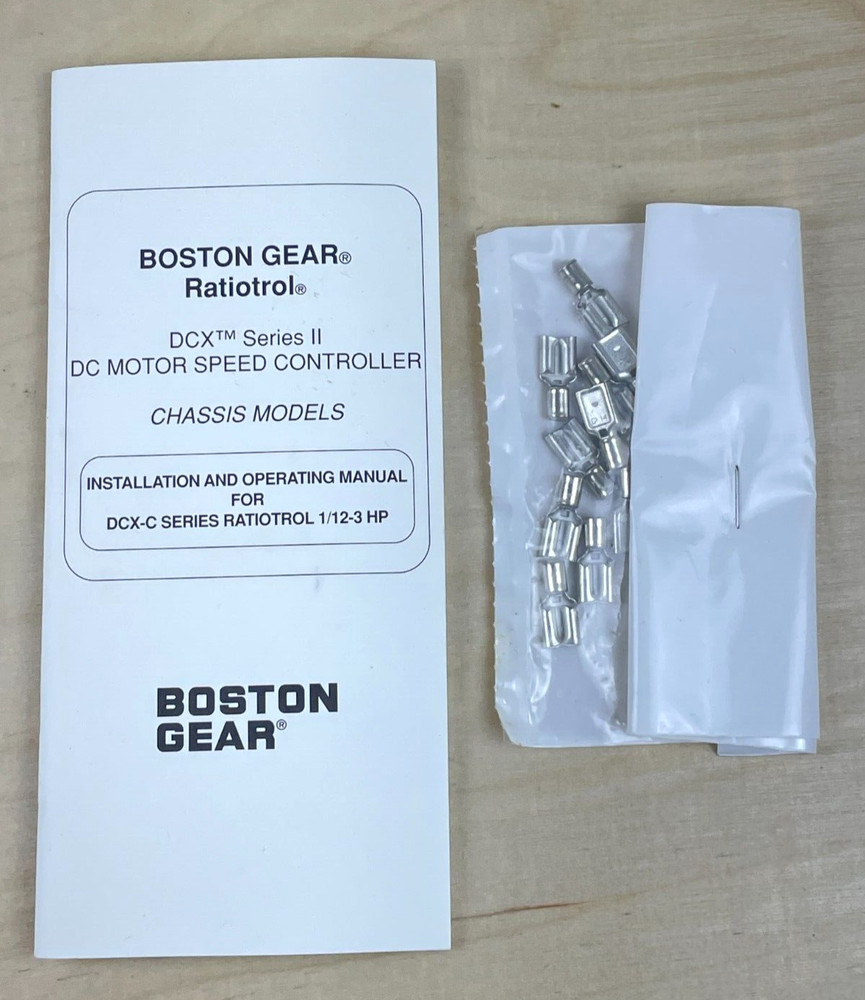 BOSTON GEAR®
Ratiotrol®
DCX™ Series II
DC MOTOR SPEED CONTROLLER
CHASSIS MODELS
INSTALLATION AND OPERATING MANUAL
FOR
DCX-C SERIES RATIOTROL 1/12-3 HP
BOSTON
GEAR®